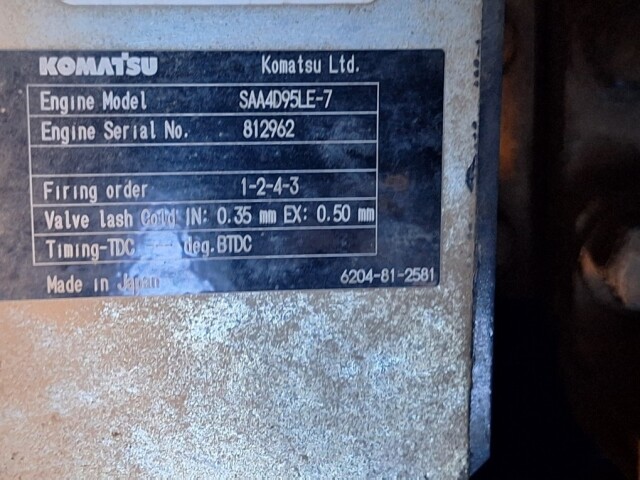 KOMATSU Komatsu Ltd.
Engine Model SAA4D95LE-7
Engine Serial No. 812962
Firing order 1-2-4-3
Valve lash Cold IN: 0.35 mm EX: 0.50 mm
Timing-TDC deg.BTDC
Made in Japan 6204-81-2581